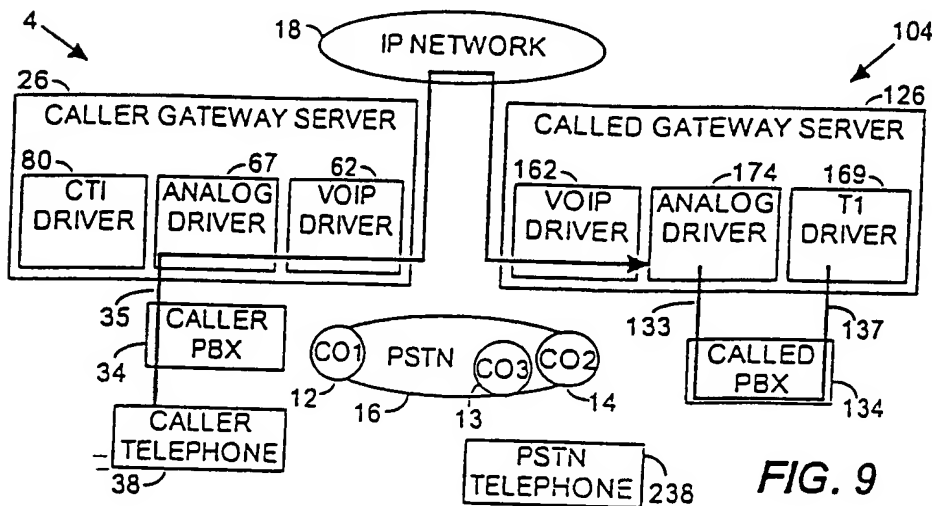 4
18
IP NETWORK
104
26
126
CALLER GATEWAY SERVER
CALLED GATEWAY SERVER
80
67
62
162
174
169
CTI
DRIVER
ANALOG
DRIVER
VOIP
DRIVER
VOIP
DRIVER
ANALOG
DRIVER
T1
DRIVER
35
133
137
CALLER
PBX
34
CO1
PSTN
CO3
CO2
CALLED
PBX
12
16
13
14
134
CALLER
TELEPHONE
38
PSTN
TELEPHONE
238
FIG. 9